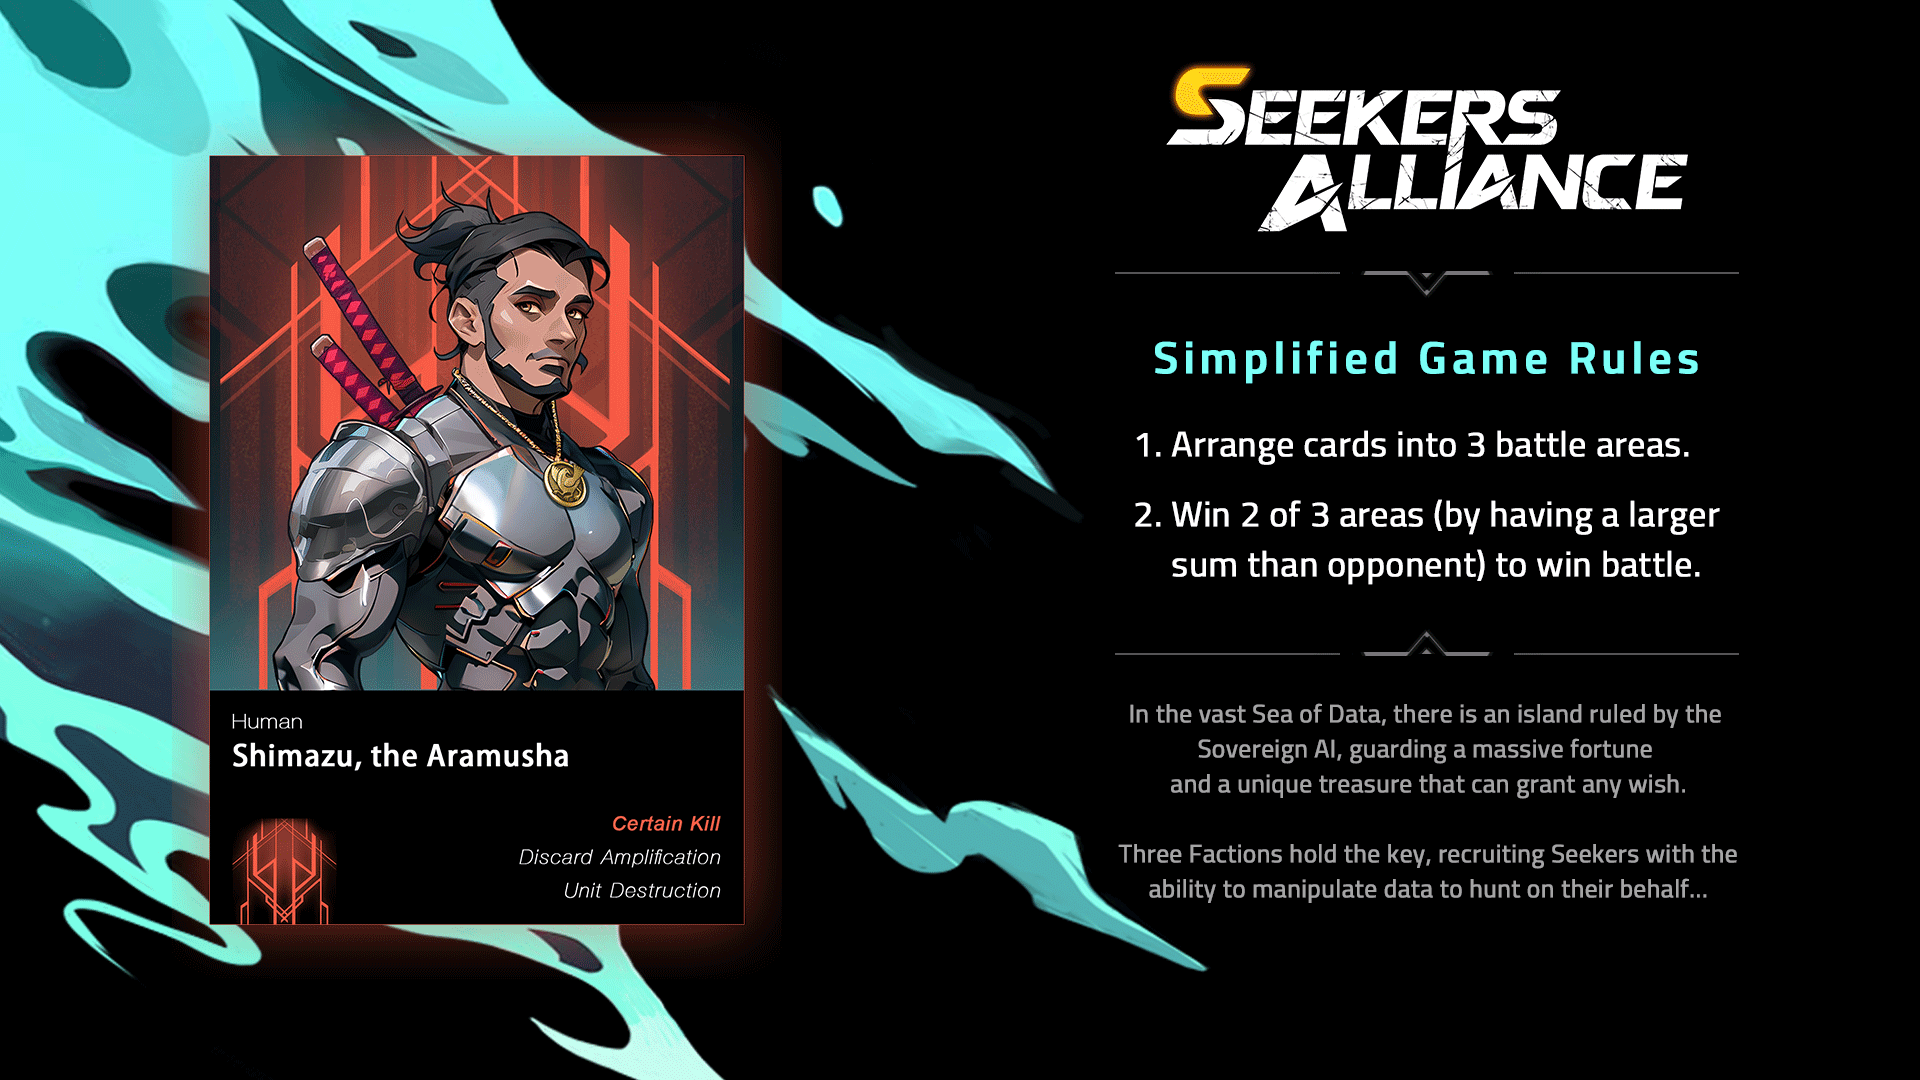 SEEKERS
ALLIANCE
Simplified Game Rules
1. Arrange cards into 3 battle areas.
2. Win 2 of 3 areas (by having a larger
sum than opponent) to win battle.
In the vast Sea of Data, there is an island ruled by the
Sovereign AI, guarding a massive fortune
and a unique treasure that can grant any wish.
Three Factions hold the key, recruiting Seekers with the
ability to manipulate data to hunt on their behalf...
Human
Shimazu, the Aramusha
Certain Kill
Discard Amplification
Unit Destruction